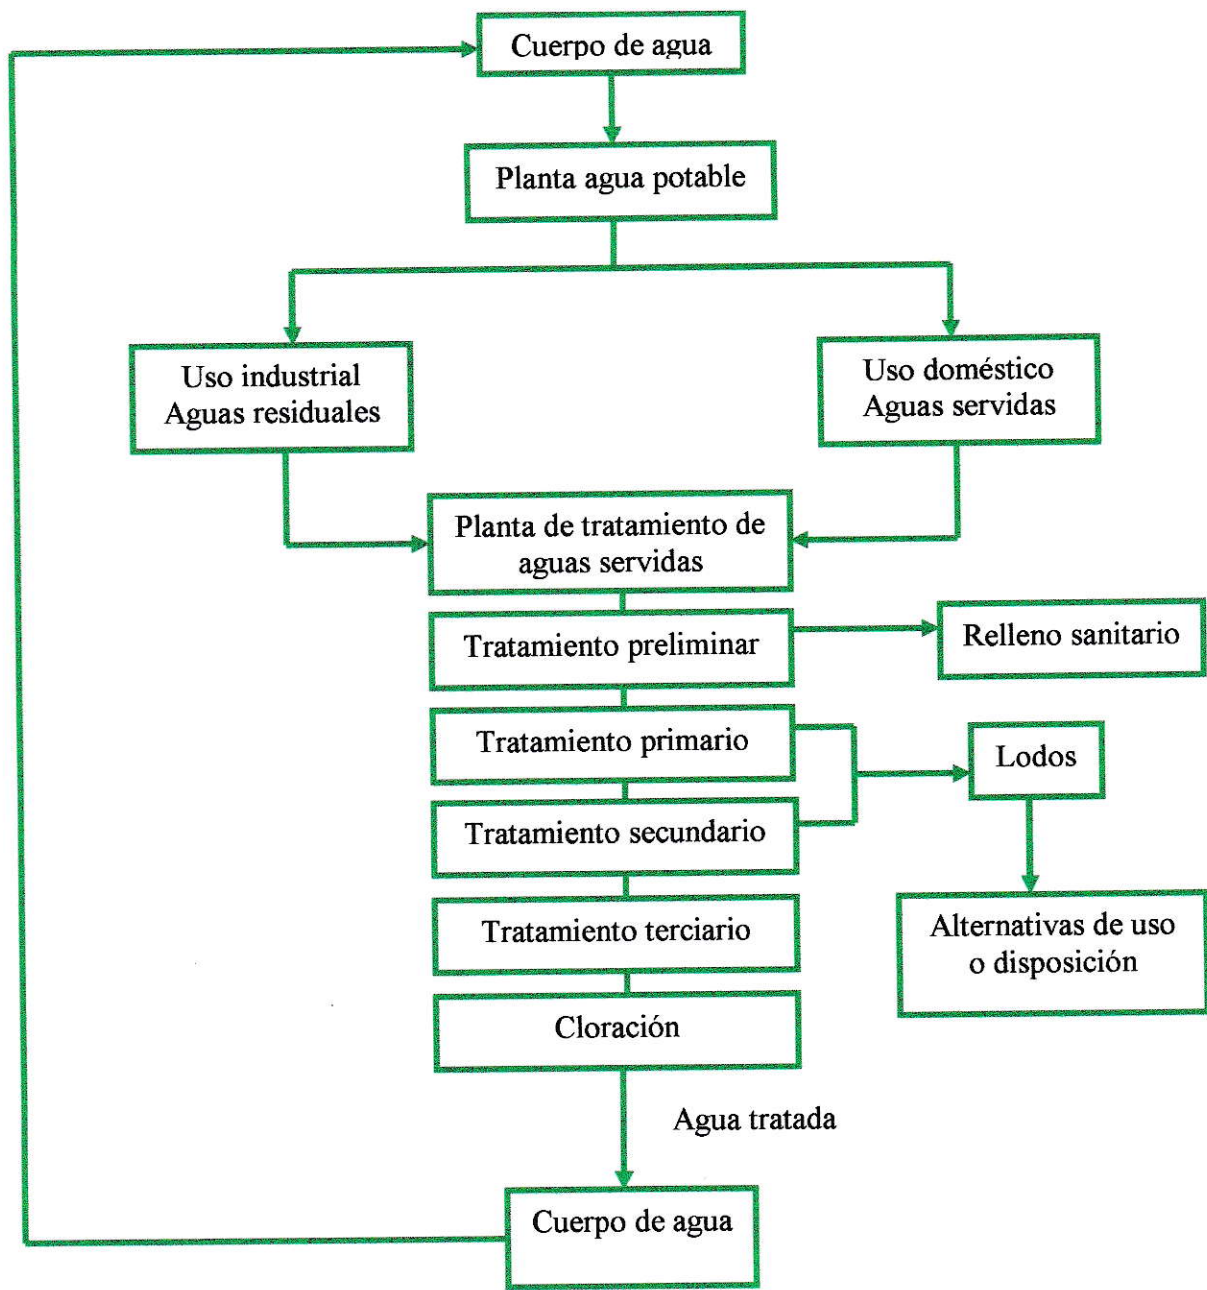 Cuerpo de agua
Planta agua potable
Uso industrial
Aguas residuales
Uso doméstico
Aguas servidas
Planta de tratamiento de
aguas servidas
Tratamiento preliminar
Relleno sanitario
Tratamiento primario
Lodos
Tratamiento secundario
Tratamiento terciario
Alternativas de uso
o disposición
Cloración
Agua tratada
Cuerpo de agua